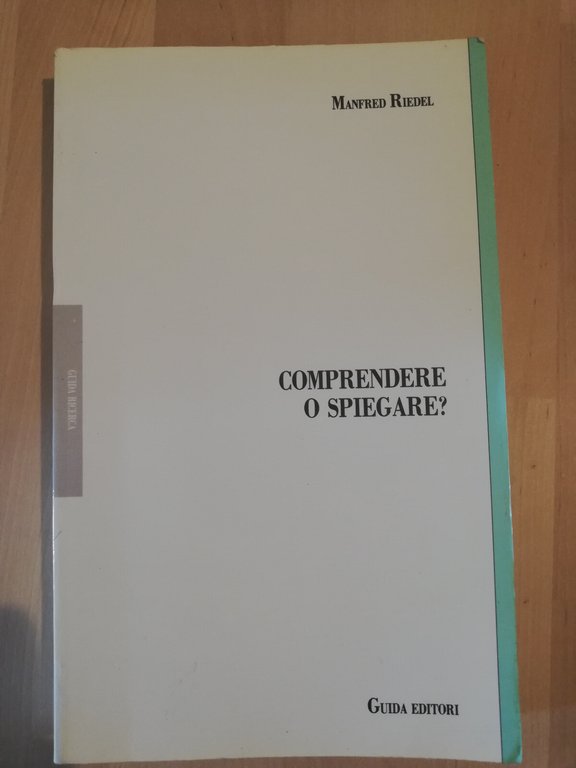 MANFRED RIEDEL
COMPRENDERE
O SPIEGARE?
GUIDA RICERCA
GUIDA EDITORI